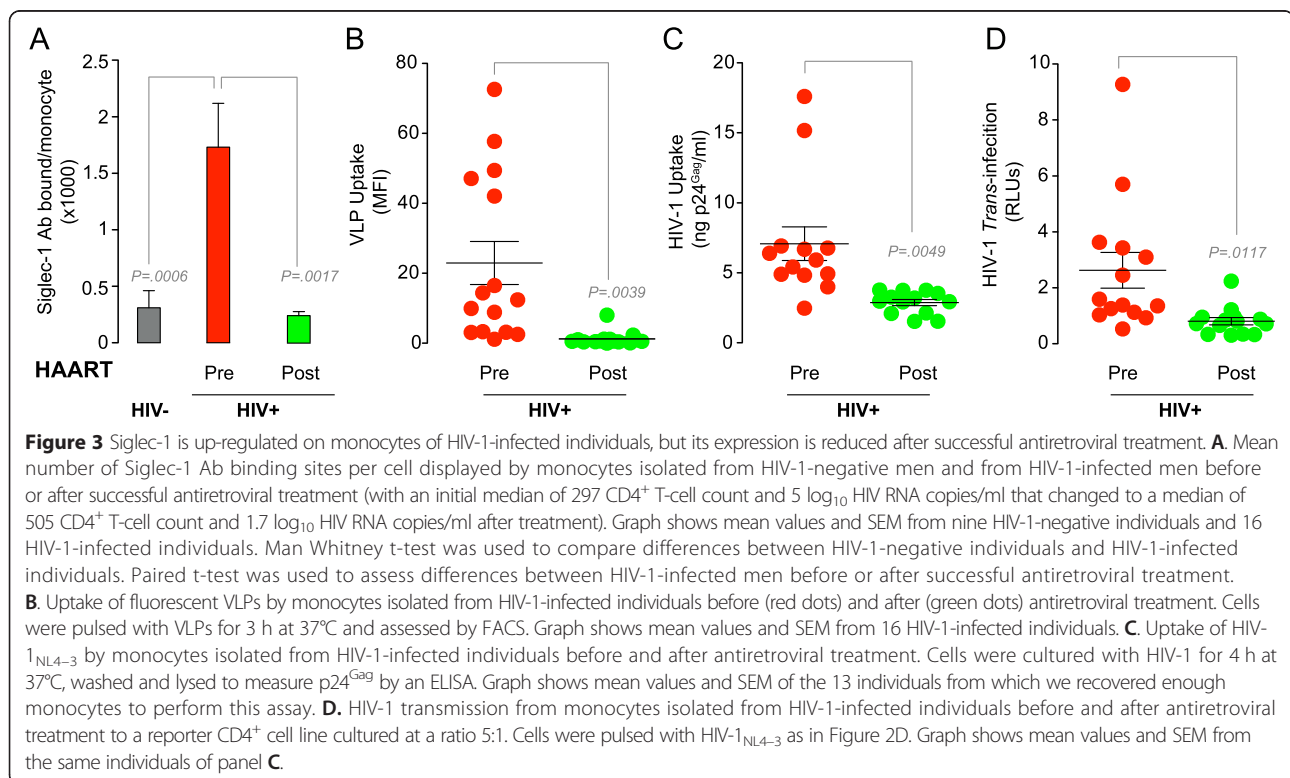 A
Siglec-1 Ab bound/monocyte
(x1000)
2.5
2
1.5
1
0.5
0
P=.0006
P=.0017
HAART
Pre
Post
HIV-
HIV+
B
VLP Uptake
(MFI)
80
60
40
20
0
P=.0039
Pre
Post
HIV+
C
HIV-1 Uptake
(ng p24Gag/ml)
20
15
10
5
0
P=.0049
Pre
Post
HIV+
D
HIV-1 Trans-infecition
(RLUs)
10
8
6
4
2
0
P=.0117
Pre
Post
HIV+
Figure 3 Siglec-1 is up-regulated on monocytes of HIV-1-infected individuals, but its expression is reduced after successful antiretroviral treatment. A. Mean
number of Siglec-1 Ab binding sites per cell displayed by monocytes isolated from HIV-1-negative men and from HIV-1-infected men before
or after successful antiretroviral treatment (with an initial median of 297 CD4+ T-cell count and 5 log10 HIV RNA copies/ml that changed to a median of
505 CD4+ T-cell count and 1.7 log10 HIV RNA copies/ml after treatment). Graph shows mean values and SEM from nine HIV-1-negative individuals and 16
HIV-1-infected individuals. Man Whitney t-test was used to compare differences between HIV-1-negative individuals and HIV-1-infected
individuals. Paired t-test was used to assess differences between HIV-1-infected men before or after successful antiretroviral treatment.
B. Uptake of fluorescent VLPs by monocytes isolated from HIV-1-infected individuals before (red dots) and after (green dots) antiretroviral treatment. Cells
were pulsed with VLPs for 3 h at 37°C and assessed by FACS. Graph shows mean values and SEM from 16 HIV-1-infected individuals. C. Uptake of HIV-
1NL4–3 by monocytes isolated from HIV-1-infected individuals before and after antiretroviral treatment. Cells were cultured with HIV-1 for 4 h at
37°C, washed and lysed to measure p24Gag by an ELISA. Graph shows mean values and SEM of the 13 individuals from which we recovered enough
monocytes to perform this assay. D. HIV-1 transmission from monocytes isolated from HIV-1-infected individuals before and after antiretroviral
treatment to a reporter CD4+ cell line cultured at a ratio 5:1. Cells were pulsed with HIV-1NL4–3 as in Figure 2D. Graph shows mean values and SEM from
the same individuals of panel C.